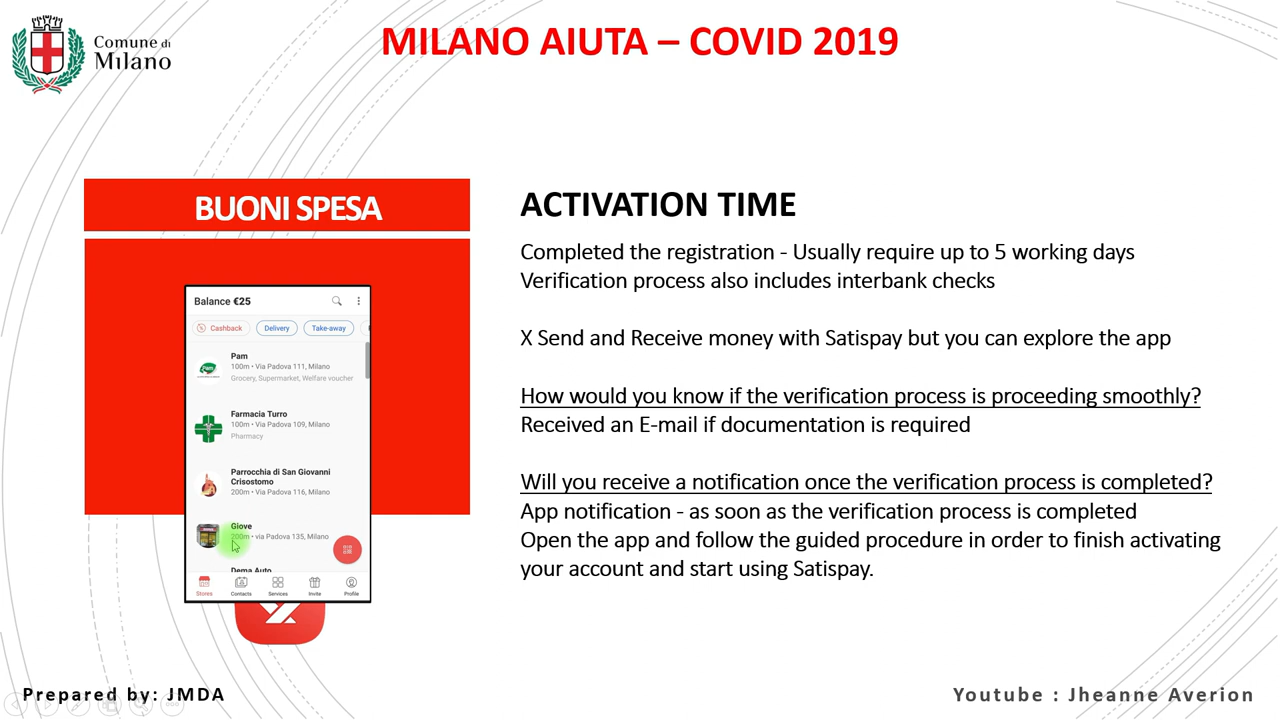 Comune di
Milano
MILANO AIUTA – COVID 2019
BUONI SPESA
Balance €25
Cashback
Delivery
Take-away
Pam
100m • Via Padova 111, Milano
Grocery, Supermarket, Welfare voucher
Farmacia Turro
100m • Via Padova 109, Milano
Pharmacy
Parrocchia di San Giovanni
Crisostomo
200m • Via Padova 116, Milano
Giove
200m • via Padova 135, Milano
Dema Auto
Stores
Contacts
Services
Invite
Profile
ACTIVATION TIME
Completed the registration - Usually require up to 5 working days
Verification process also includes interbank checks
X Send and Receive money with Satispay but you can explore the app
How would you know if the verification process is proceeding smoothly?
Received an E-mail if documentation is required
Will you receive a notification once the verification process is completed?
App notification - as soon as the verification process is completed
Open the app and follow the guided procedure in order to finish activating
your account and start using Satispay.
Prepared by: JMDA
Youtube : Jheanne Averion